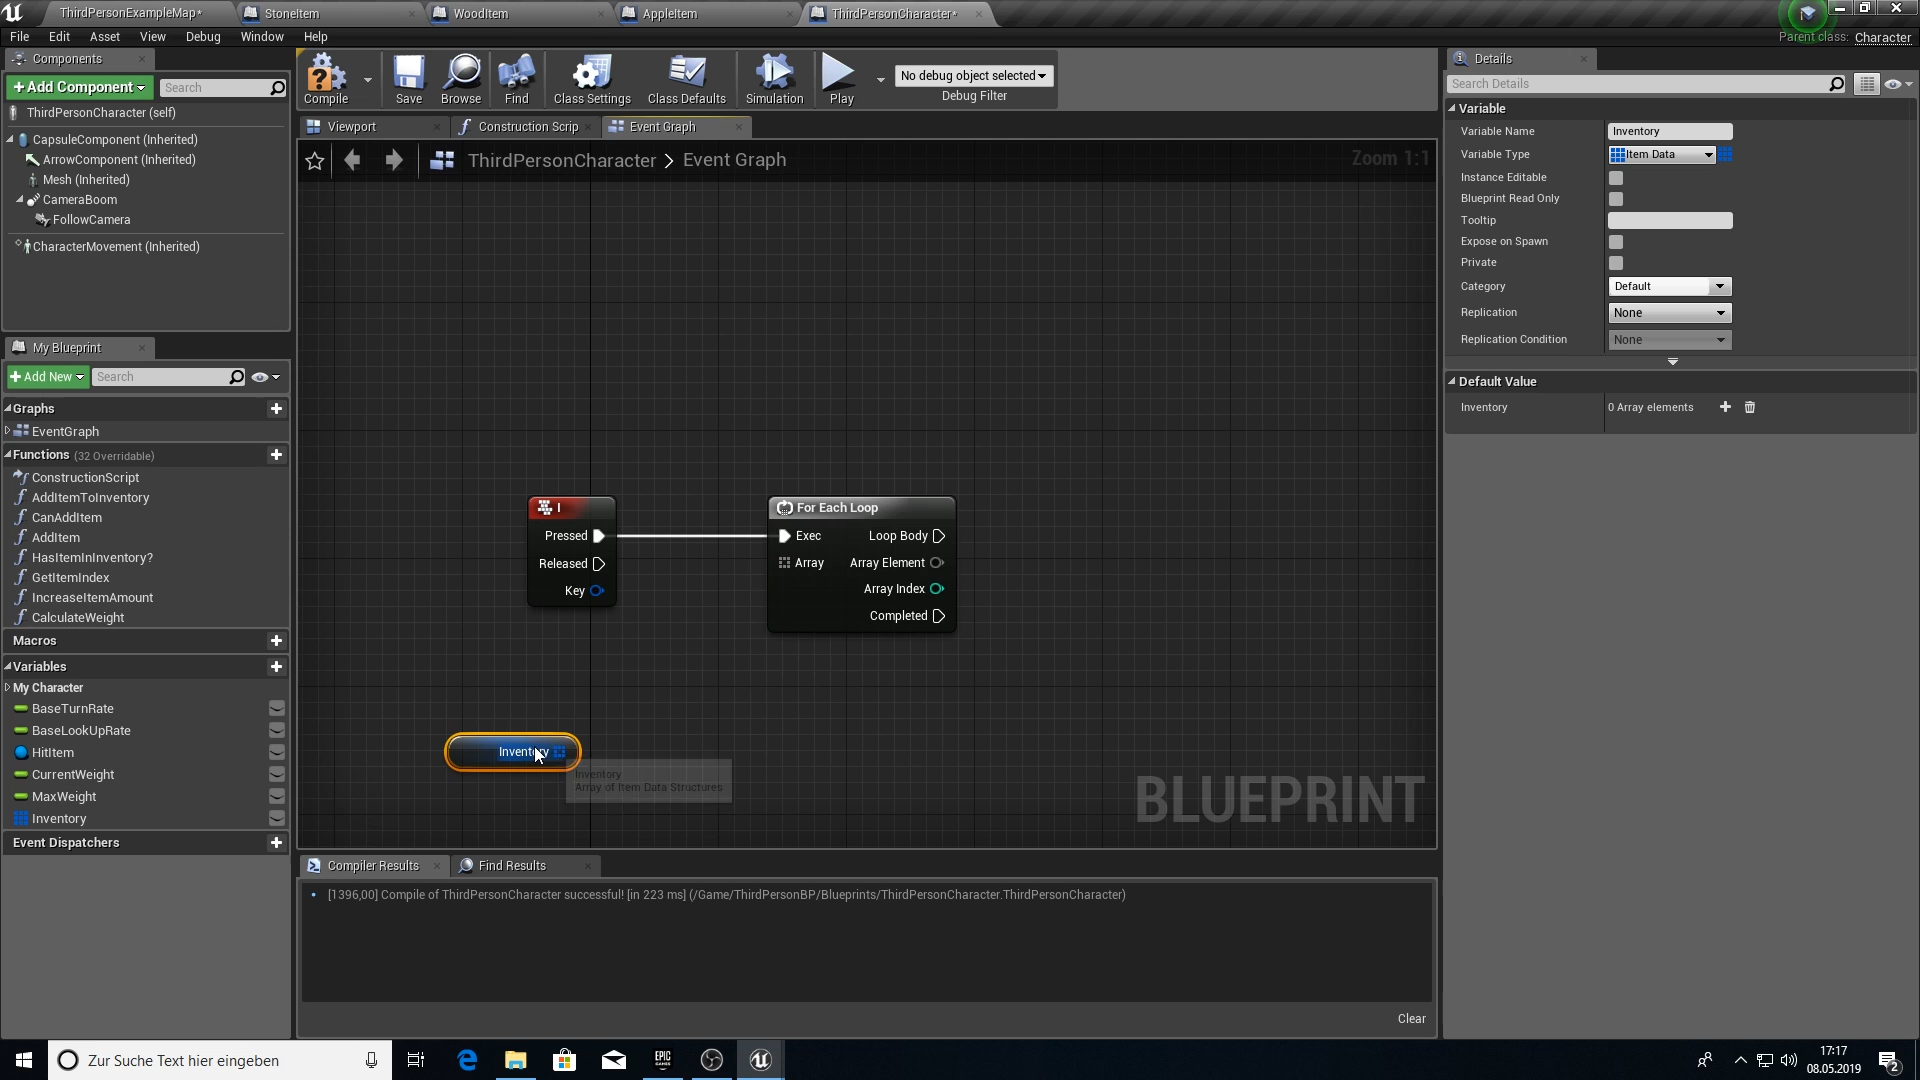 ThirdPersonExampleMap*
StoneItem
WoodItem
AppleItem
ThirdPersonCharacter*
File Edit Asset View Debug Window Help
Parent class: Character
Components
+Add Component
Search
ThirdPersonCharacter (self)
CapsuleComponent (Inherited)
ArrowComponent (Inherited)
Mesh (Inherited)
CameraBoom
FollowCamera
CharacterMovement (Inherited)
Compile
Save
Browse
Find
Class Settings
Class Defaults
Simulation
Play
No debug object selected
Debug Filter
Viewport
Construction Scrip
Event Graph
ThirdPersonCharacter > Event Graph
Zoom 1:1
My Blueprint
+Add New
Search
Graphs
EventGraph
Functions (32 Overridable)
ConstructionScript
AddItemToInventory
CanAddItem
AddItem
HasItemInInventory?
GetItemIndex
IncreaseItemAmount
CalculateWeight
Macros
Variables
My Character
BaseTurnRate
BaseLookUpRate
HitItem
CurrentWeight
MaxWeight
Inventory
Event Dispatchers
I
Pressed
Released
Key
For Each Loop
Exec Loop Body
Array Array Element
Array Index
Completed
Inventory
Inventory
Array of Item Data Structures
BLUEPRINT
Compiler Results
Find Results
[1396,00] Compile of ThirdPersonCharacter successful! [in 223 ms] (/Game/ThirdPersonBP/Blueprints/ThirdPersonCharacter.ThirdPersonCharacter)
Clear
Details
Search Details
Variable
Variable Name Inventory
Variable Type Item Data
Instance Editable
Blueprint Read Only
Tooltip
Expose on Spawn
Private
Category Default
Replication None
Replication Condition None
Default Value
Inventory 0 Array elements
Zur Suche Text hier eingeben
EPIC
GAMES
17:17
08.05.2019
2